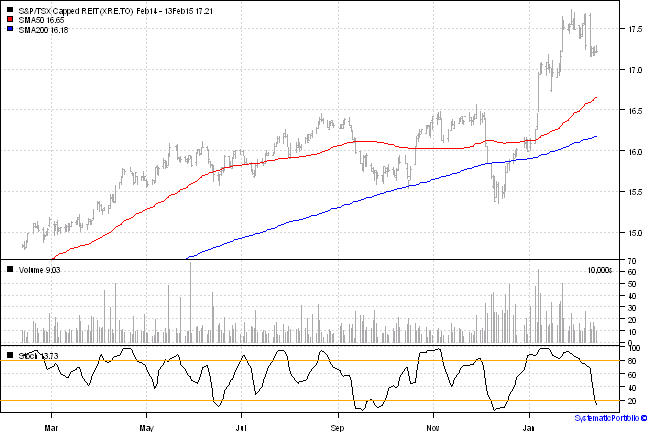 S&P/TSX Capped REIT(XRE.TO) Feb14 - 13Feb15 17.21
SMA50 16.65
SMA200 16.18
17.5
17.0
16.5
16.0
15.5
15.0
70
Volume 9.03
10,000s
60
50
40
30
20
10
0
100
Stoch 13.73
80
60
40
20
Mar
May
Jul
Sep
Nov
Jan
SystematicPortfolio ©